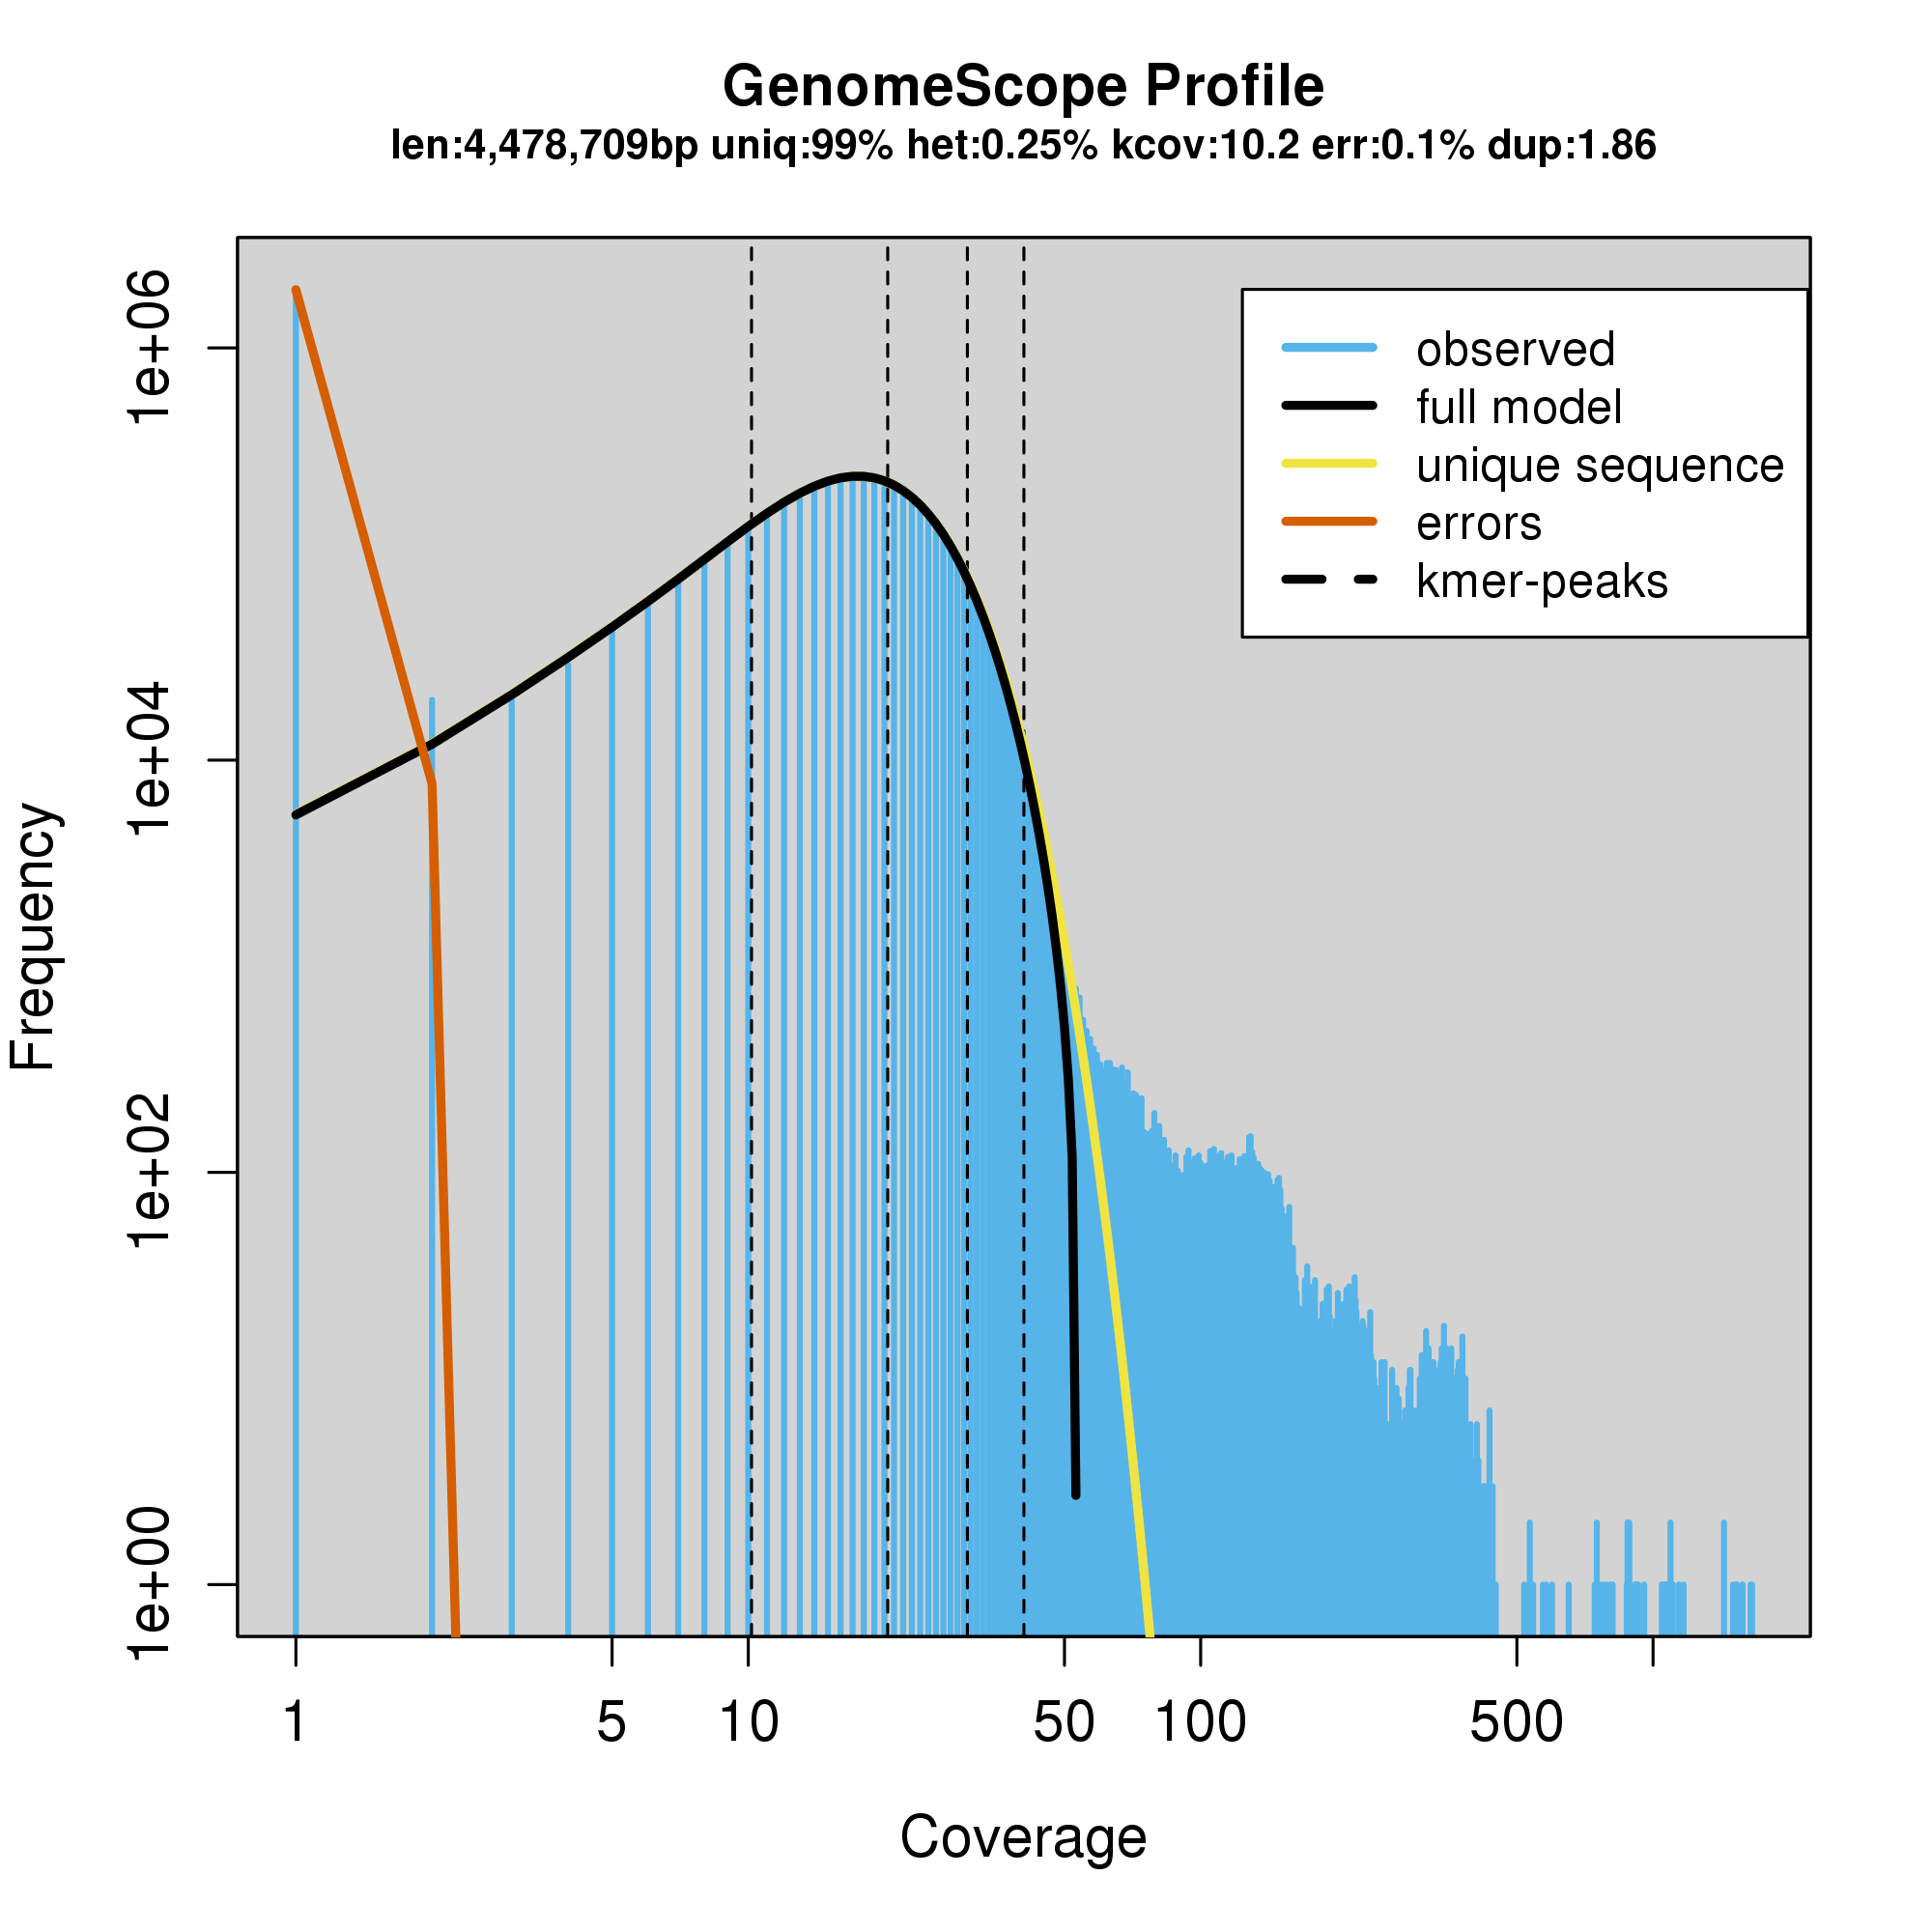 GenomeScope Profile
len:4,478,709bp uniq:99% het:0.25% kcov:10.2 err:0.1% dup:1.86
observed
full model
unique sequence
errors
kmer-peaks
Frequency
1e+06
1e+04
1e+02
1e+00
1 5 10 50 100 500
Coverage